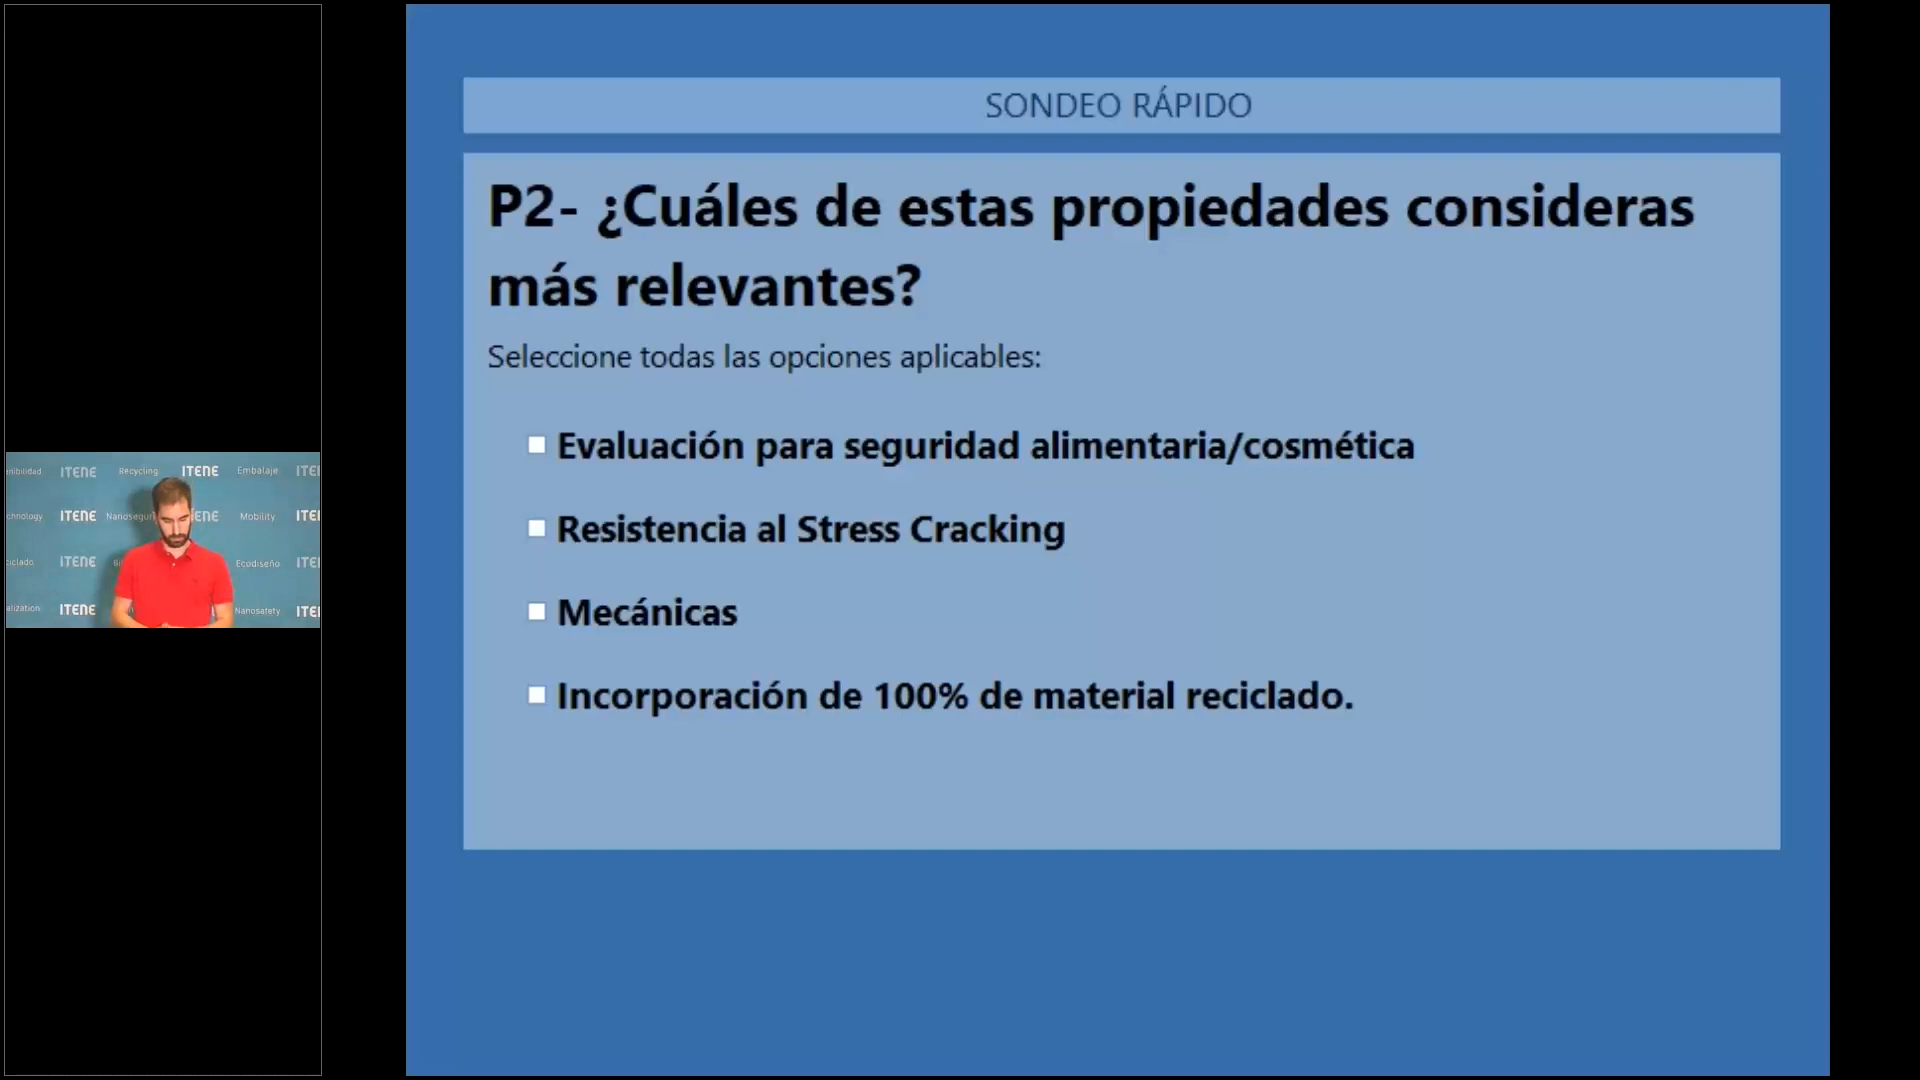 SONDEO RÁPIDO
P2- ¿Cuáles de estas propiedades consideras
más relevantes?
Seleccione todas las opciones aplicables:
Evaluación para seguridad alimentaria/cosmética
Resistencia al Stress Cracking
Mecánicas
Incorporación de 100% de material reciclado.
ITENE Recycling ITENE Embalaje
ITENE Mobility
ITENE Ecodiseño
ITENE Nanosafety